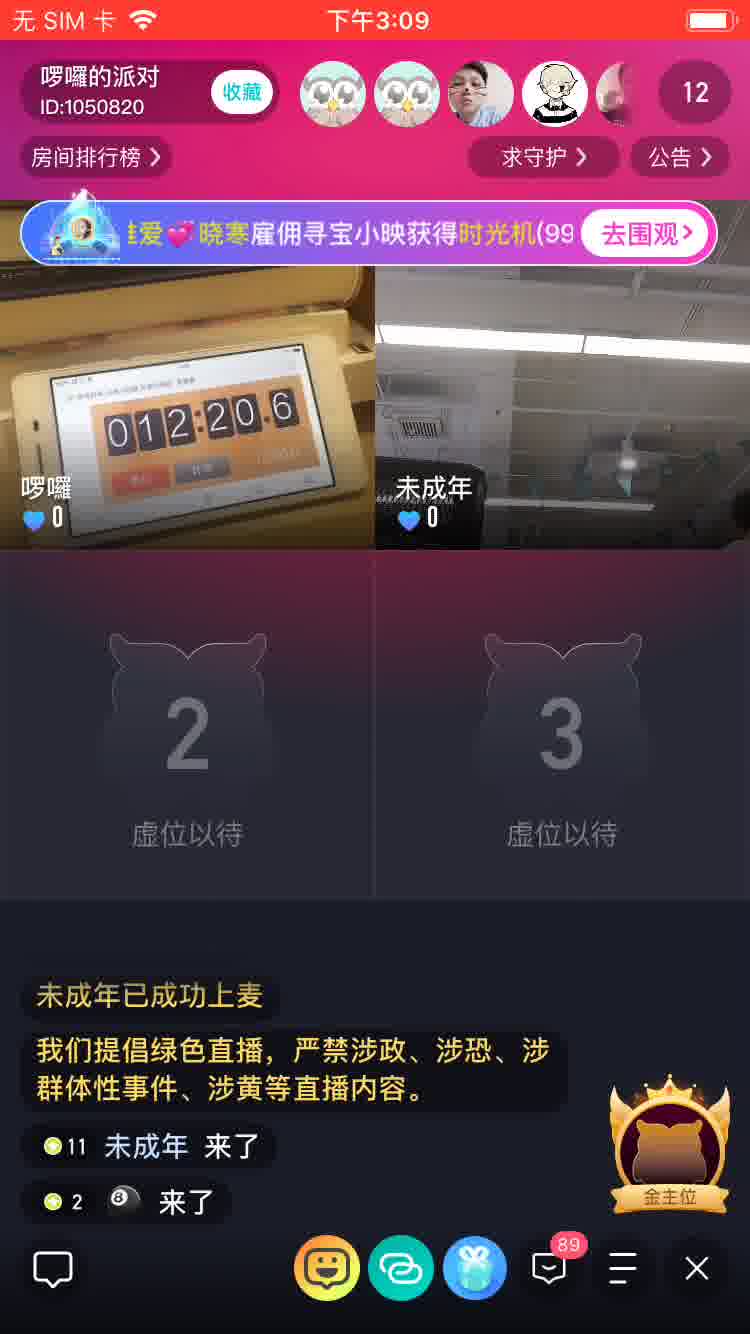 无 SIM 卡
下午3:09
啰囉的派对
ID:1050820
收藏
12
房间排行榜
求守护
公告
爱💞晓寒雇佣寻宝小映获得时光机(99
去围观
012:20.6
啰囉
0
未成年
0
2
3
虚位以待
虚位以待
未成年已成功上麦
我们提倡绿色直播，严禁涉政、涉恐、涉
群体性事件、涉黄等直播内容。
11 未成年 来了
2 🎱 来了
金主位
89